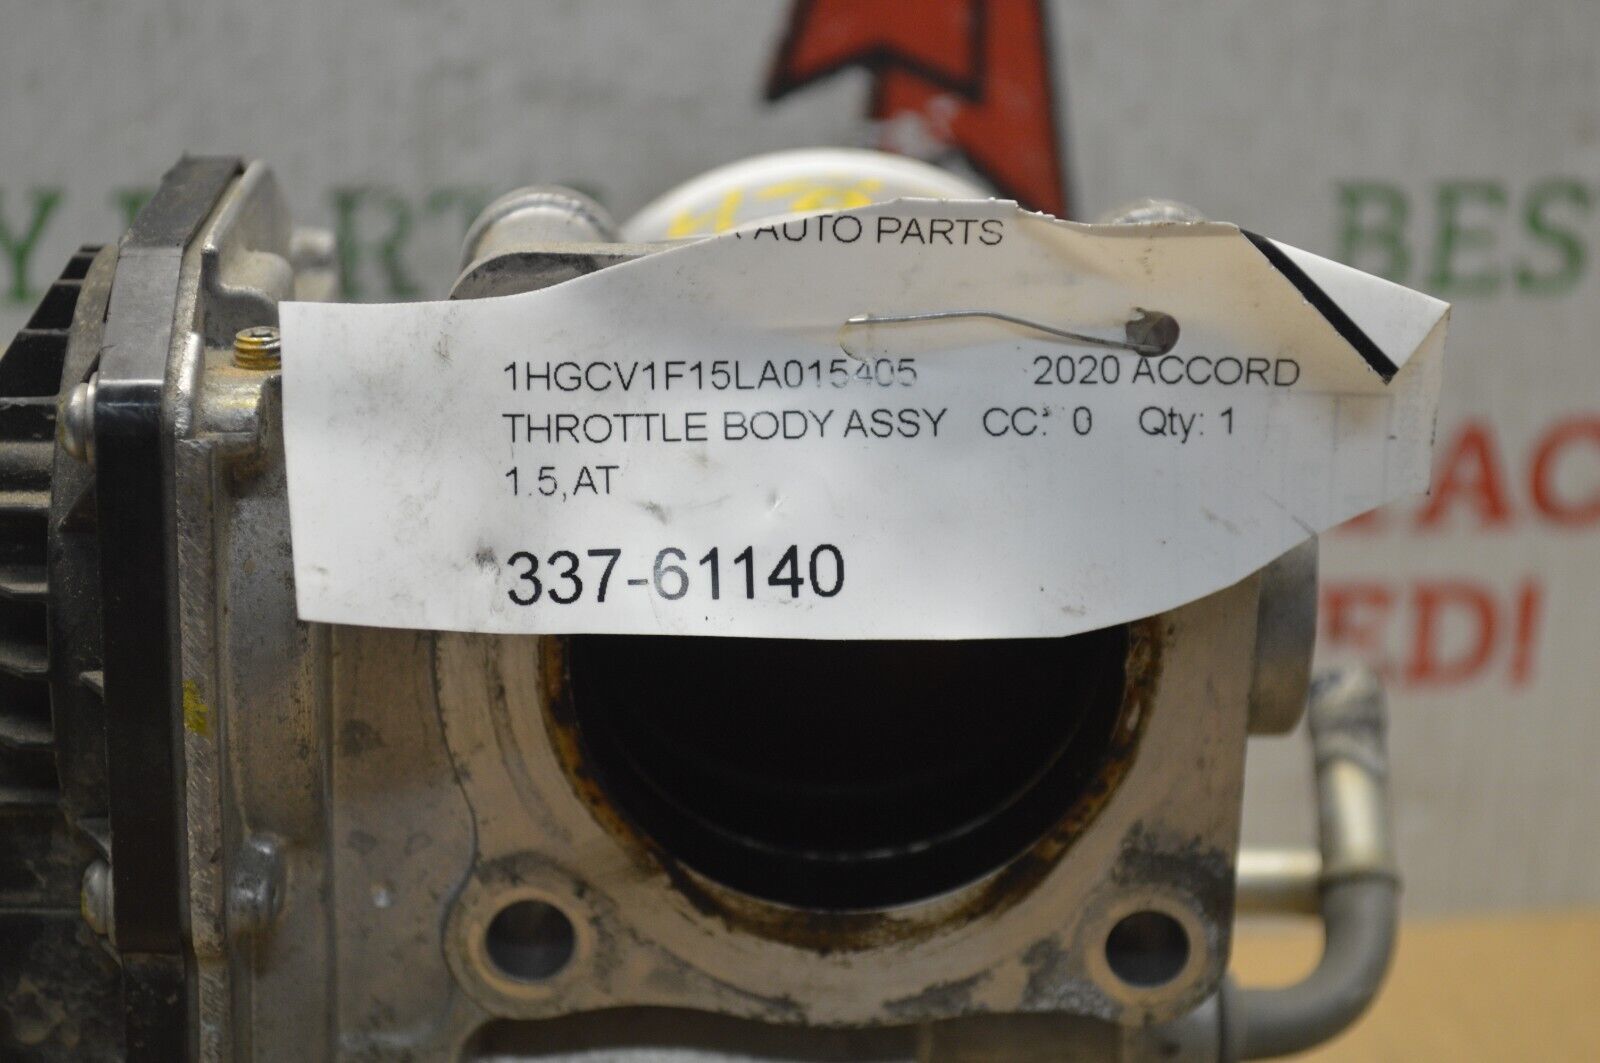 AUTO PARTS
1HGCV1F15LA015405 2020 ACCORD
THROTTLE BODY ASSY CC: 0 Qty: 1
1.5,AT
337-61140
BES